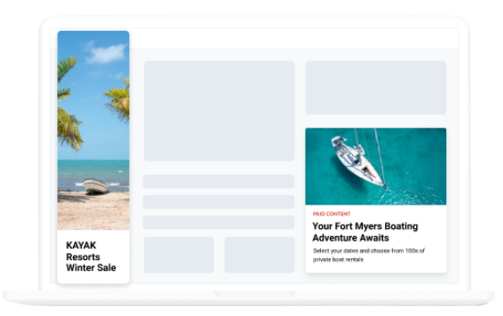 KAYAK
Resorts
Winter Sale
PAID CONTENT
Your Fort Myers Boating
Adventure Awaits
Select your dates and choose from 100s of
private boat rentals